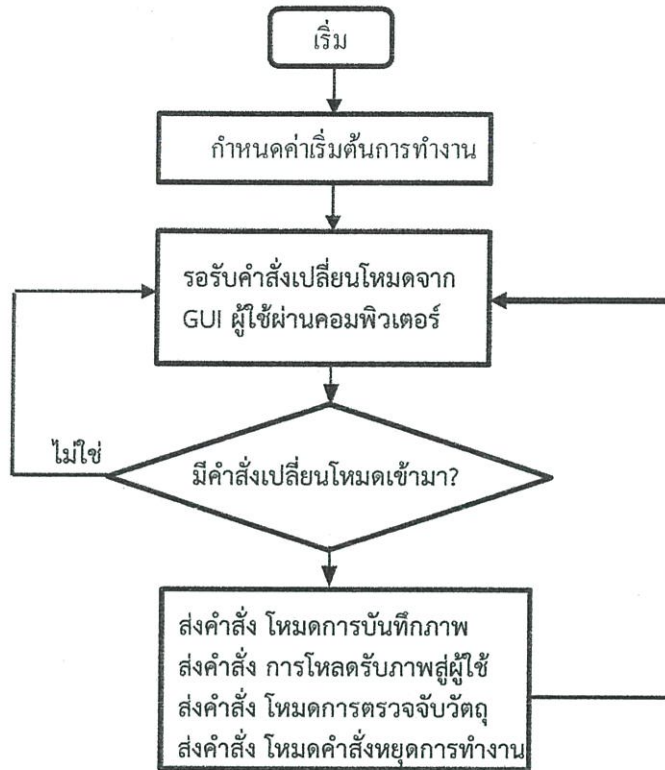 เริ่ม
กำหนดค่าเริ่มต้นการทำงาน
รอรับคำสั่งเปลี่ยนโหมดจาก
GUI ผู้ใช้ผ่านคอมพิวเตอร์
ไม่ใช่
มีคำสั่งเปลี่ยนโหมดเข้ามา?
ส่งคำสั่ง โหมดการบันทึกภาพ
ส่งคำสั่ง การโหลดรับภาพสู่ผู้ใช้
ส่งคำสั่ง โหมดการตรวจจับวัตถุ
ส่งคำสั่ง โหมดคำสั่งหยุดการทำงาน